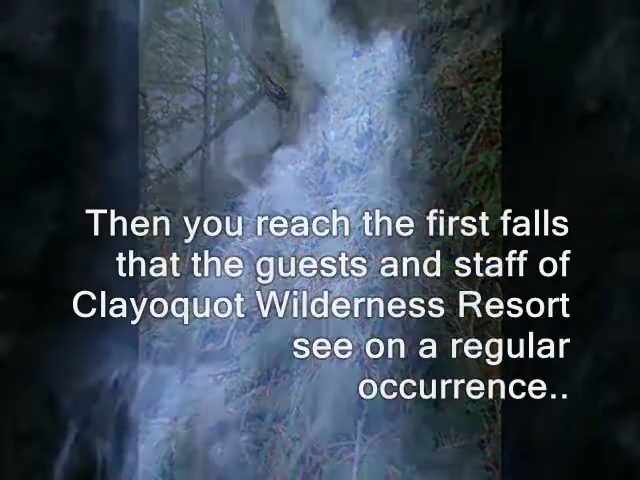 Then you reach the first falls
that the guests and staff of
Clayoquot Wilderness Resort
see on a regular
occurrence..